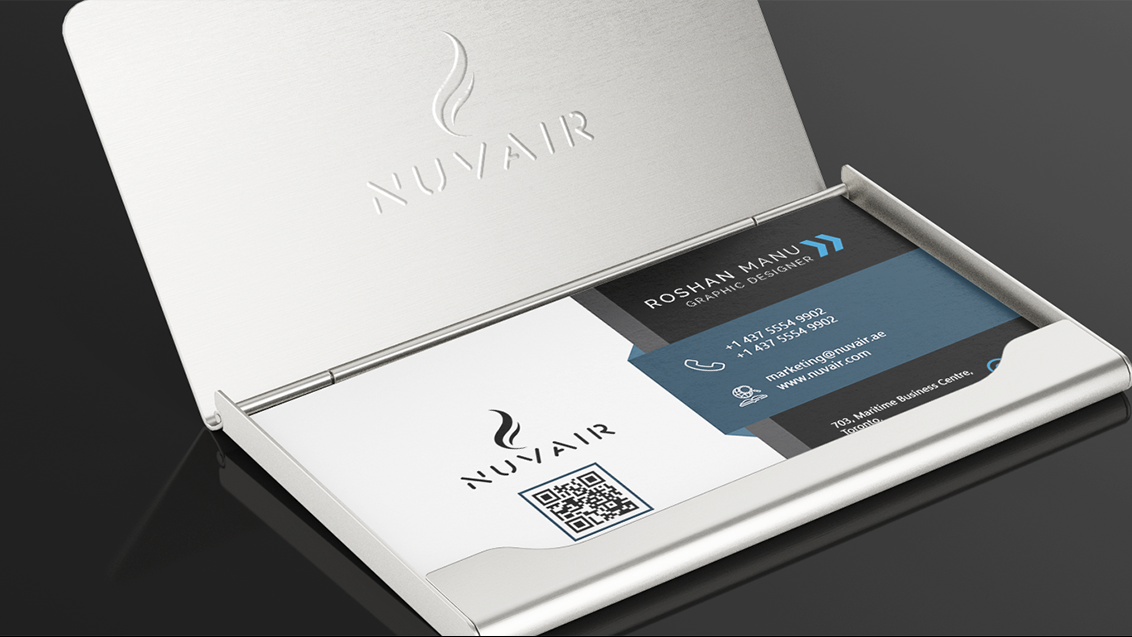 NUVAIR
NUVAIR
ROSHAN MANU
GRAPHIC DESIGNER
+1 437 5554 9902
+1 437 5554 9902
marketing@nuvair.ae
www.nuvair.com
703, Maritime Business Centre,
Toronto,